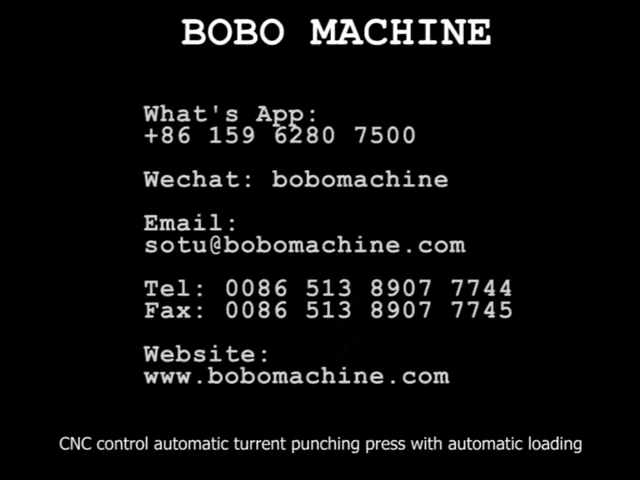 BOBO MACHINE
What's App:
+86 159 6280 7500
Wechat: bobomachine
Email:
sotu@bobomachine.com
Tel: 0086 513 8907 7744
Fax: 0086 513 8907 7745
Website:
www.bobomachine.com
CNC control automatic turrent punching press with automatic loading